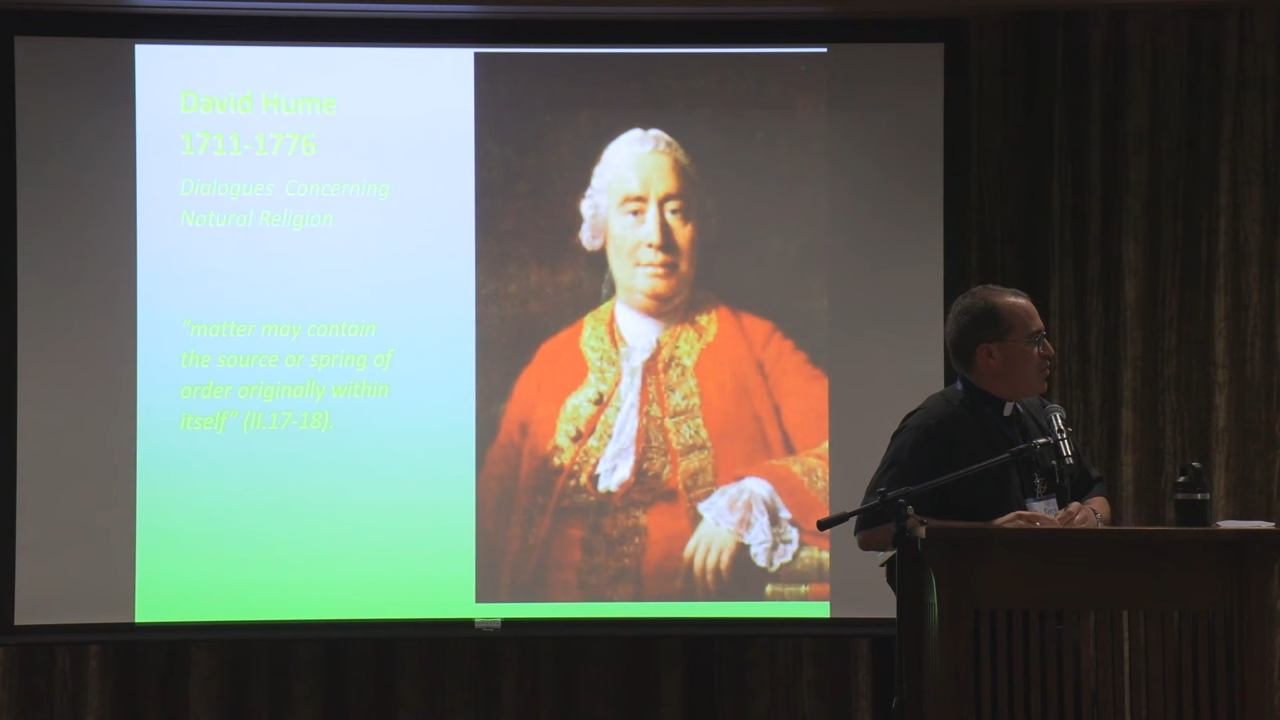 David Hume
1711-1776
Dialogues Concerning
Natural Religion
"matter may contain
the source or spring of
order originally within
itself" (II.17-18).